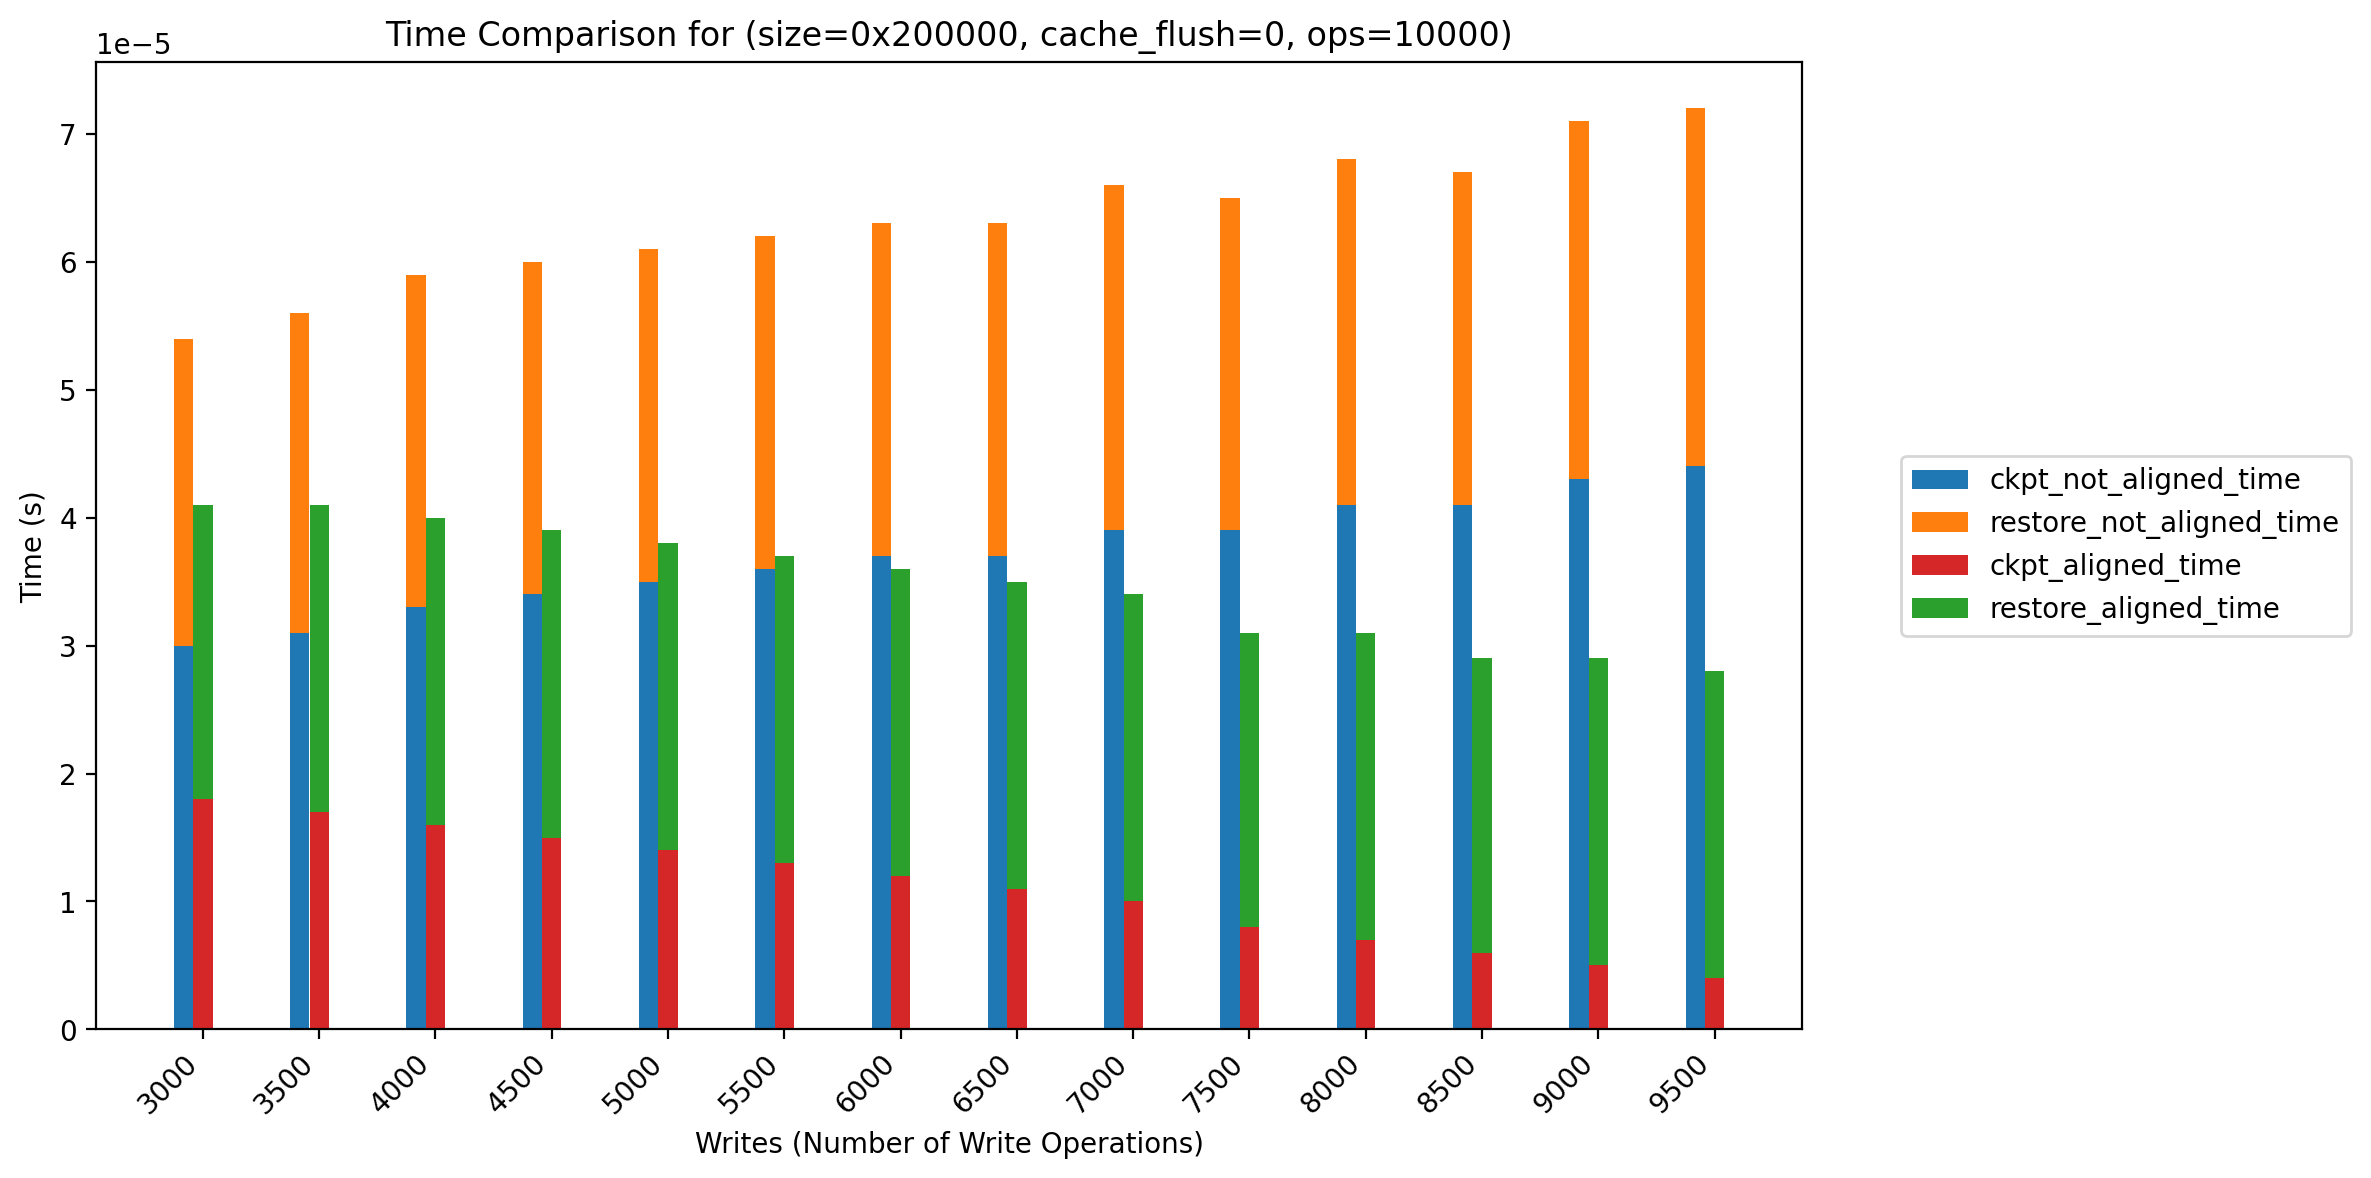 Time Comparison for (size=0x200000, cache_flush=0, ops=10000)
1e−5
7
6
5
4
3
2
1
0
Time (s)
3000
3500
4000
4500
5000
5500
6000
6500
7000
7500
8000
8500
9000
9500
Writes (Number of Write Operations)
ckpt_not_aligned_time
restore_not_aligned_time
ckpt_aligned_time
restore_aligned_time